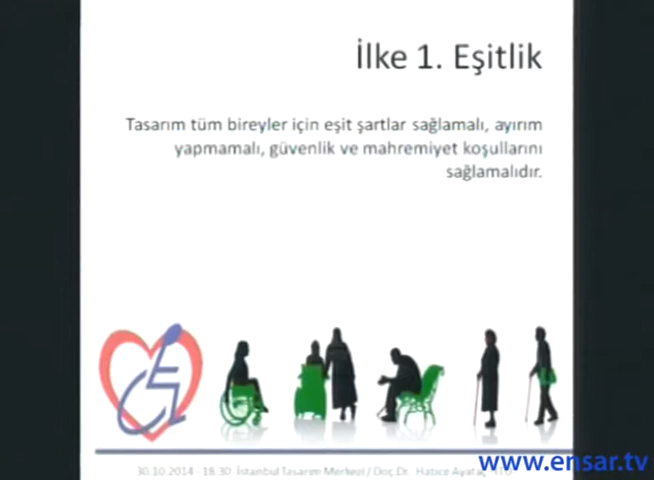 İlke 1. Eşitlik
Tasarım tüm bireyler için eşit şartlar sağlamalı, ayırım
yapmamalı, güvenlik ve mahremiyet koşullarını
sağlamalıdır.
30.10.2014 - 18.30 İstanbul Tasarım Merkezi / Doç.Dr. Hatice Ayataç
www.ensar.tv